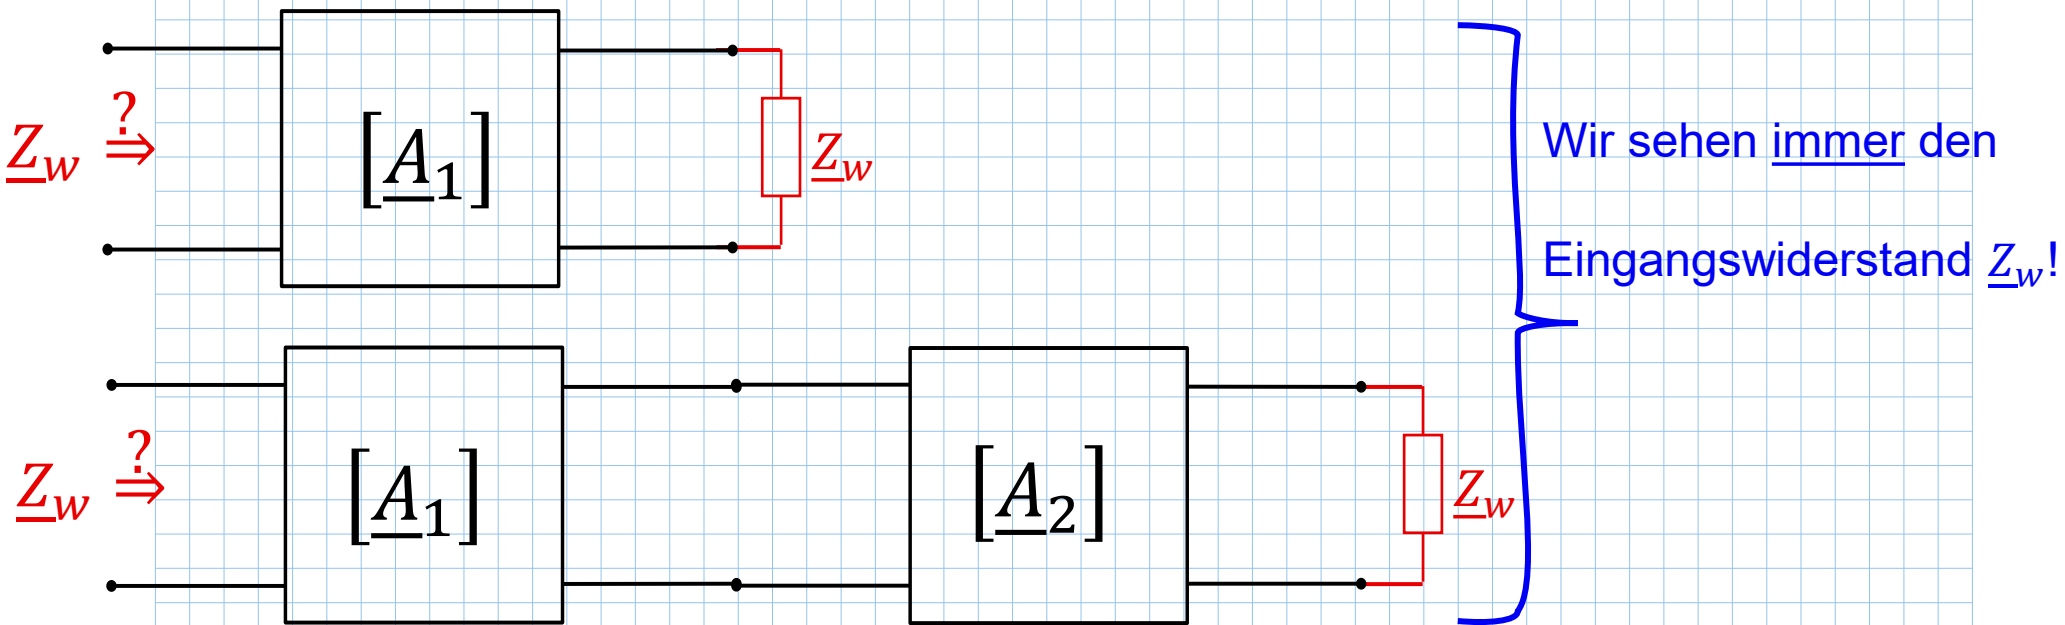 Z_w ?⇒ [A_1] Z_w
Wir sehen immer den
Eingangswiderstand Z_w!
Z_w ?⇒ [A_1] [A_2] Z_w